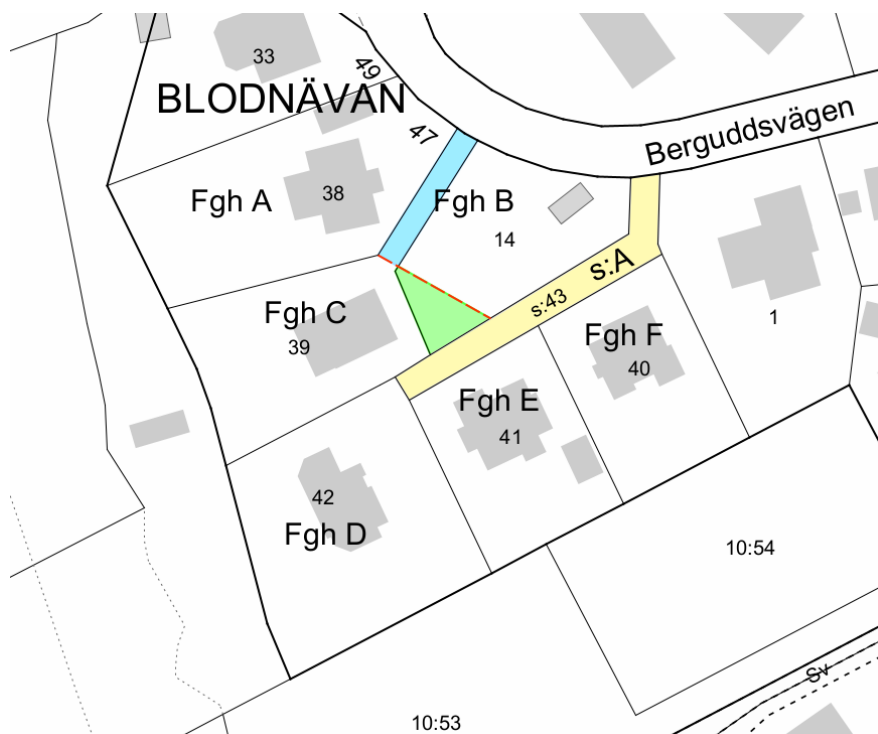 33
49
BLODNÄVAN
47
Berguddsvägen
Fgh A
38
Fgh B
14
s:A
s:43
Fgh C
39
1
Fgh F
40
Fgh E
41
42
Fgh D
10:54
Sv
10:53